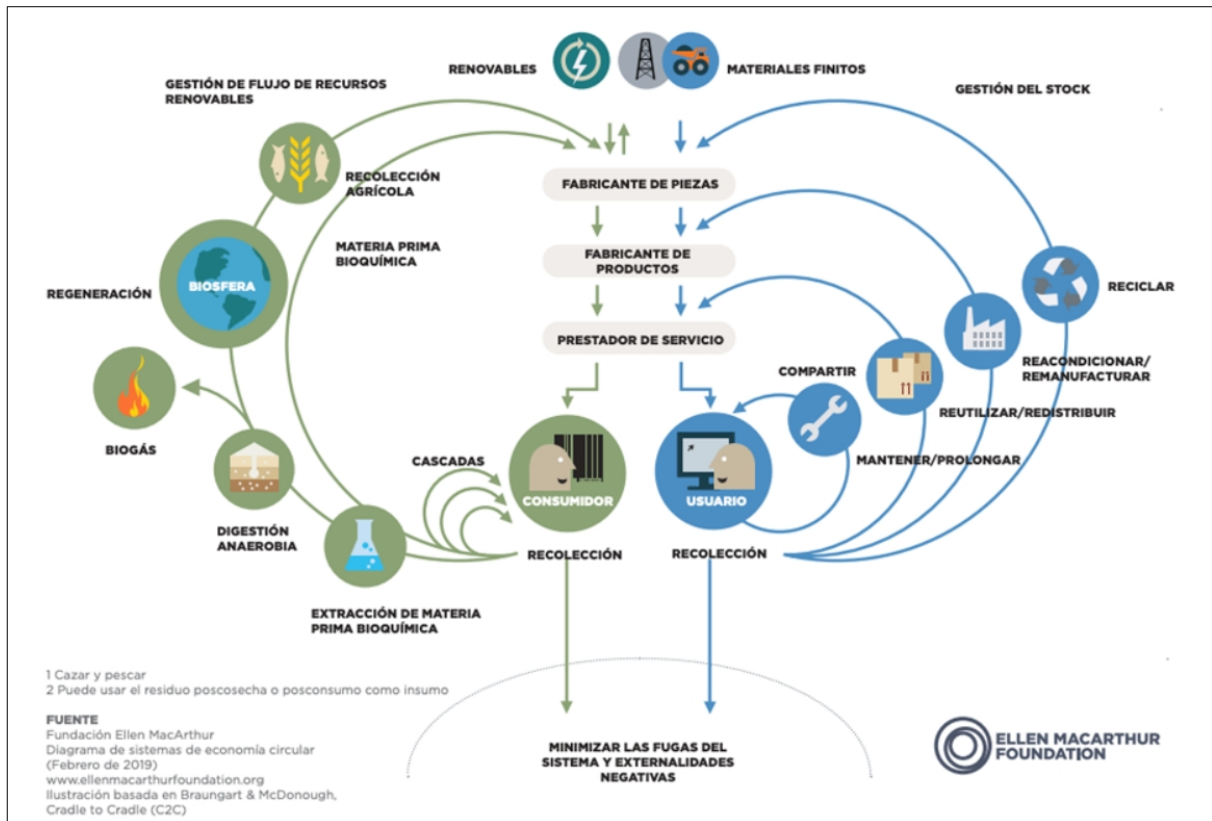 RENOVABLES
MATERIALES FINITOS
GESTIÓN DE FLUJO DE RECURSOS
RENOVABLES
GESTIÓN DEL STOCK
RECOLECCIÓN
AGRÍCOLA
FABRICANTE DE PIEZAS
MATERIA PRIMA
BIOQUÍMICA
FABRICANTE DE
PRODUCTOS
REGENERACIÓN
BIOSFERA
RECICLAR
PRESTADOR DE SERVICIO
REACONDICIONAR/
REMANUFACTURAR
COMPARTIR
REUTILIZAR/REDISTRIBUIR
BIOGÁS
CASCADAS
MANTENER/PROLONGAR
CONSUMIDOR
USUARIO
DIGESTIÓN
ANAEROBIA
RECOLECCIÓN
RECOLECCIÓN
EXTRACCIÓN DE MATERIA
PRIMA BIOQUÍMICA
1 Cazar y pescar
2 Puede usar el residuo poscosecha o posconsumo como insumo
FUENTE
Fundación Ellen MacArthur
Diagrama de sistemas de economía circular
(Febrero de 2019)
www.ellenmacarthurfoundation.org
Ilustración basada en Braungart & McDonough,
Cradle to Cradle (C2C)
MINIMIZAR LAS FUGAS DEL
SISTEMA Y EXTERNALIDADES
NEGATIVAS
ELLEN MACARTHUR
FOUNDATION